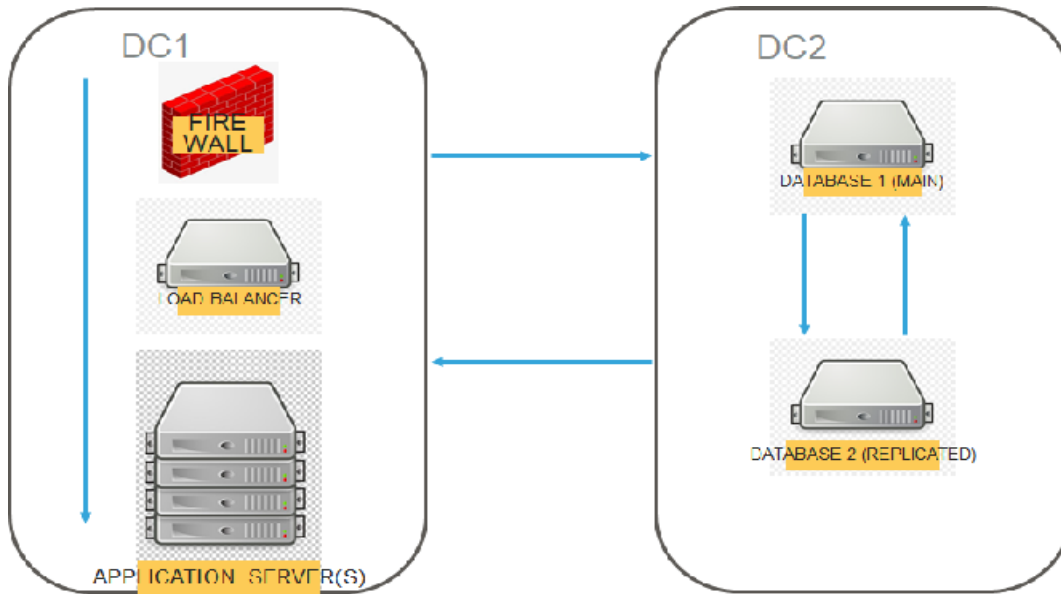 DC1
FIRE
WALL
LOAD BALANCER
APPLICATION SERVER(S)
DC2
DATABASE 1 (MAIN)
DATABASE 2 (REPLICATED)